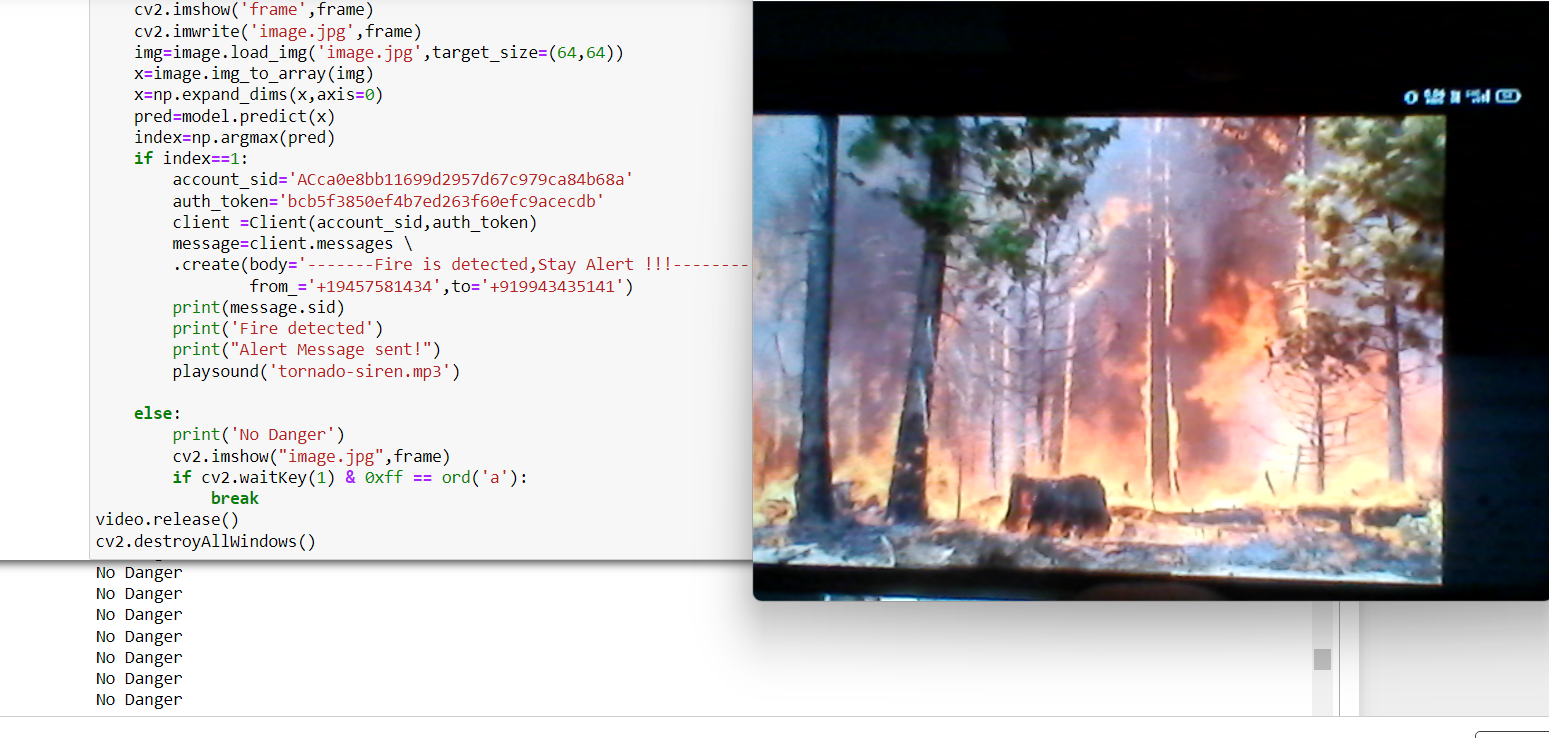 cv2.imshow('frame',frame)
cv2.imwrite('image.jpg',frame)
img=image.load_img('image.jpg',target_size=(64,64))
x=image.img_to_array(img)
x=np.expand_dims(x,axis=0)
pred=model.predict(x)
index=np.argmax(pred)
if index==1:
account_sid='ACca0e8bb11699d2957d67c979ca84b68a'
auth_token='bcb5f3850ef4b7ed263f60efc9acecdb'
client =Client(account_sid,auth_token)
message=client.messages \
.create(body='-------Fire is detected,Stay Alert !!!--------
from_='+19457581434',to='+919943435141')
print(message.sid)
print('Fire detected')
print("Alert Message sent!")
playsound('tornado-siren.mp3')
else:
print('No Danger')
cv2.imshow("image.jpg",frame)
if cv2.waitKey(1) & 0xff == ord('a'):
break
video.release()
cv2.destroyAllWindows()
No Danger
No Danger
No Danger
No Danger
No Danger
No Danger
No Danger